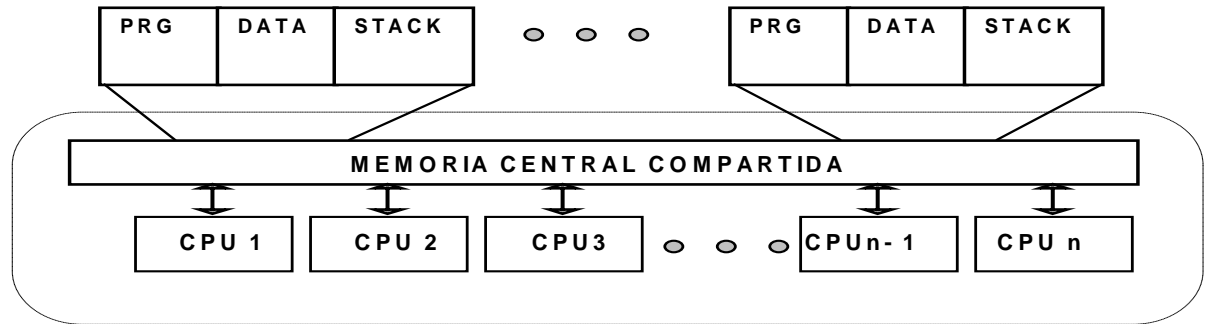 PRG DATA STACK PRG DATA STACK
MEMORIA CENTRAL COMPARTIDA
CPU 1 CPU 2 CPU3 CPUn-1 CPU n